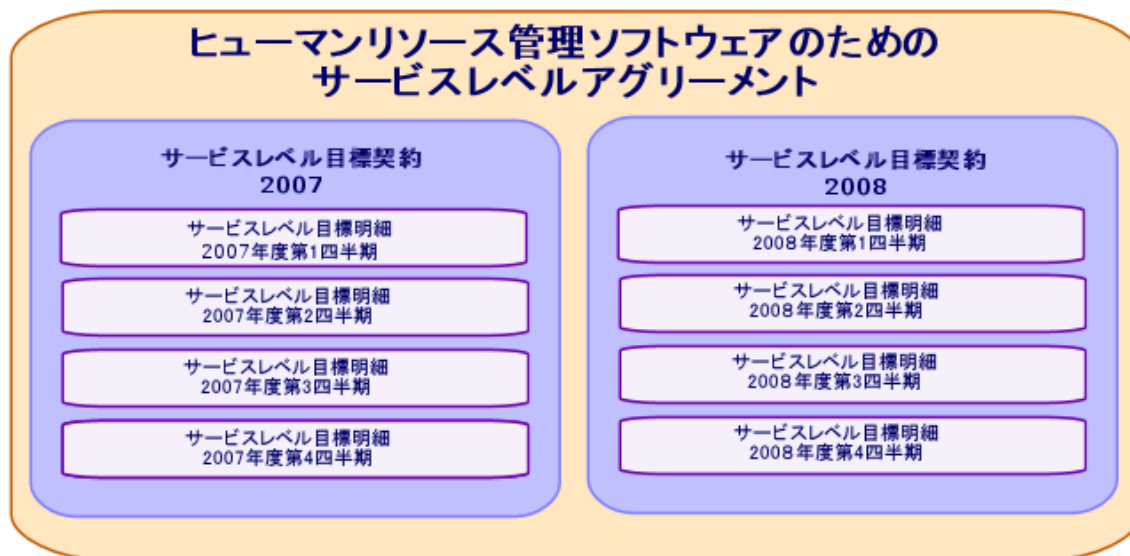 ヒューマンリソース管理ソフトウェアのための
サービスレベルアグリーメント
サービスレベル目標契約
2007
サービスレベル目標明細
2007年度第1四半期
サービスレベル目標明細
2007年度第2四半期
サービスレベル目標明細
2007年度第3四半期
サービスレベル目標明細
2007年度第4四半期
サービスレベル目標契約
2008
サービスレベル目標明細
2008年度第1四半期
サービスレベル目標明細
2008年度第2四半期
サービスレベル目標明細
2008年度第3四半期
サービスレベル目標明細
2008年度第4四半期